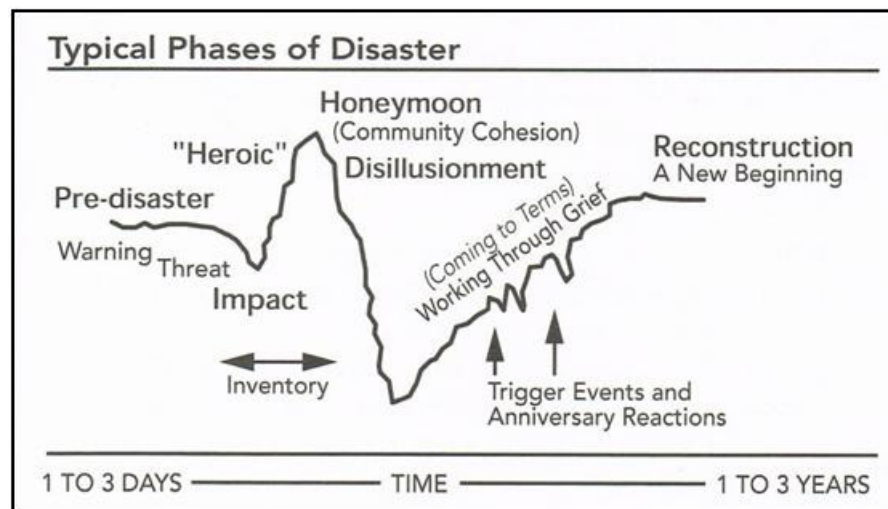 Typical Phases of Disaster
Honeymoon
(Community Cohesion)
"Heroic"
Disillusionment
Reconstruction
A New Beginning
Pre-disaster
Warning
Threat
Impact
(Coming to Terms)
Working Through Grief
Inventory
Trigger Events and
Anniversary Reactions
1 TO 3 DAYS TIME 1 TO 3 YEARS